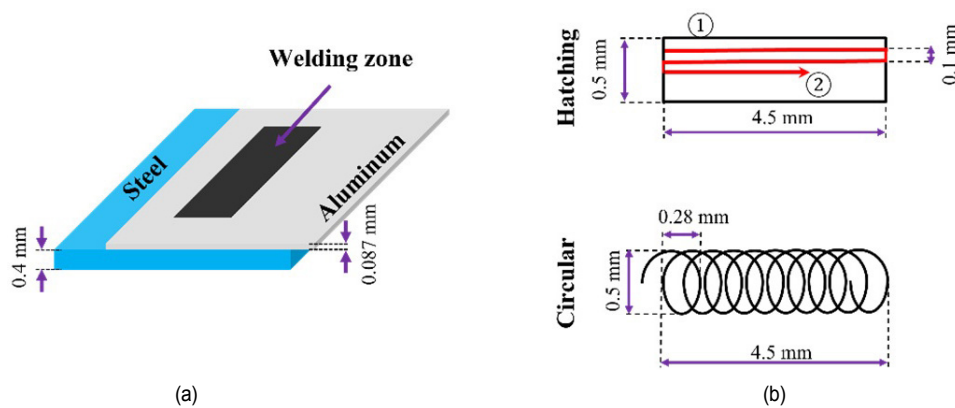 Welding zone
Steel
Aluminum
0.4 mm
0.087 mm
(a)
Hatching
0.5 mm
①
②
0.1 mm
4.5 mm
Circular
0.28 mm
0.5 mm
4.5 mm
(b)